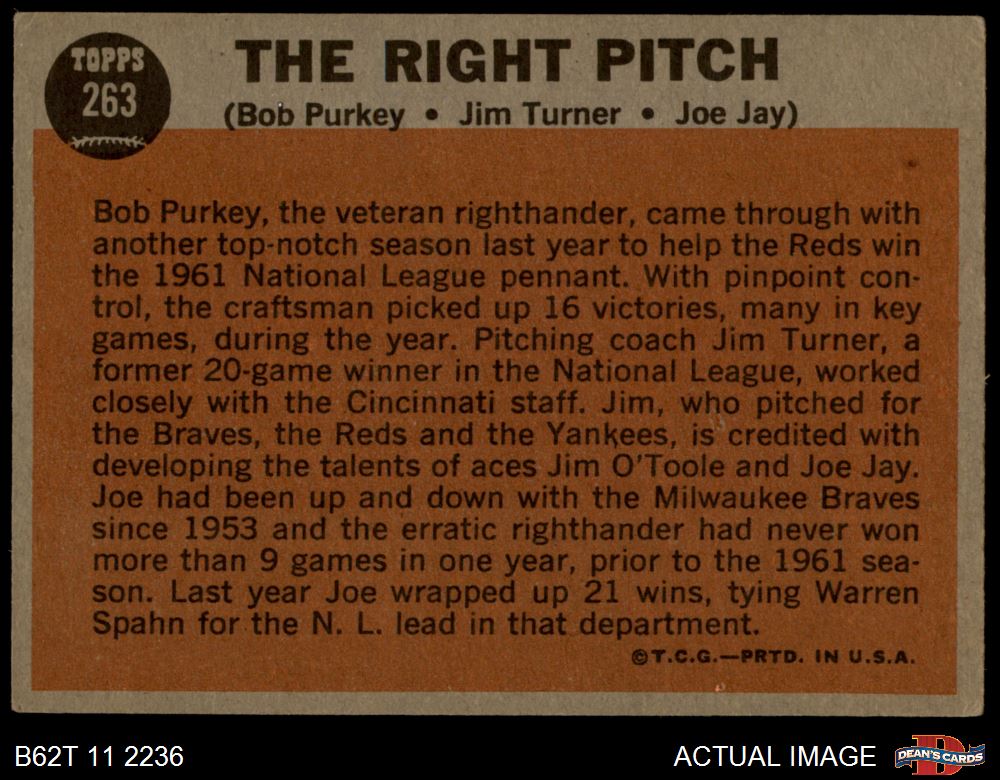 TOPPS
263
THE RIGHT PITCH
(Bob Purkey • Jim Turner • Joe Jay)
Bob Purkey, the veteran righthander, came through with
another top-notch season last year to help the Reds win
the 1961 National League pennant. With pinpoint con-
trol, the craftsman picked up 16 victories, many in key
games, during the year. Pitching coach Jim Turner, a
former 20-game winner in the National League, worked
closely with the Cincinnati staff. Jim, who pitched for
the Braves, the Reds and the Yankees, is credited with
developing the talents of aces Jim O'Toole and Joe Jay.
Joe had been up and down with the Milwaukee Braves
since 1953 and the erratic righthander had never won
more than 9 games in one year, prior to the 1961 sea-
son. Last year Joe wrapped up 21 wins, tying Warren
Spahn for the N. L. lead in that department.
©T.C.G.—PRTD. IN U.S.A.
B62T 11 2236
ACTUAL IMAGE
D
DEAN'S CARDS